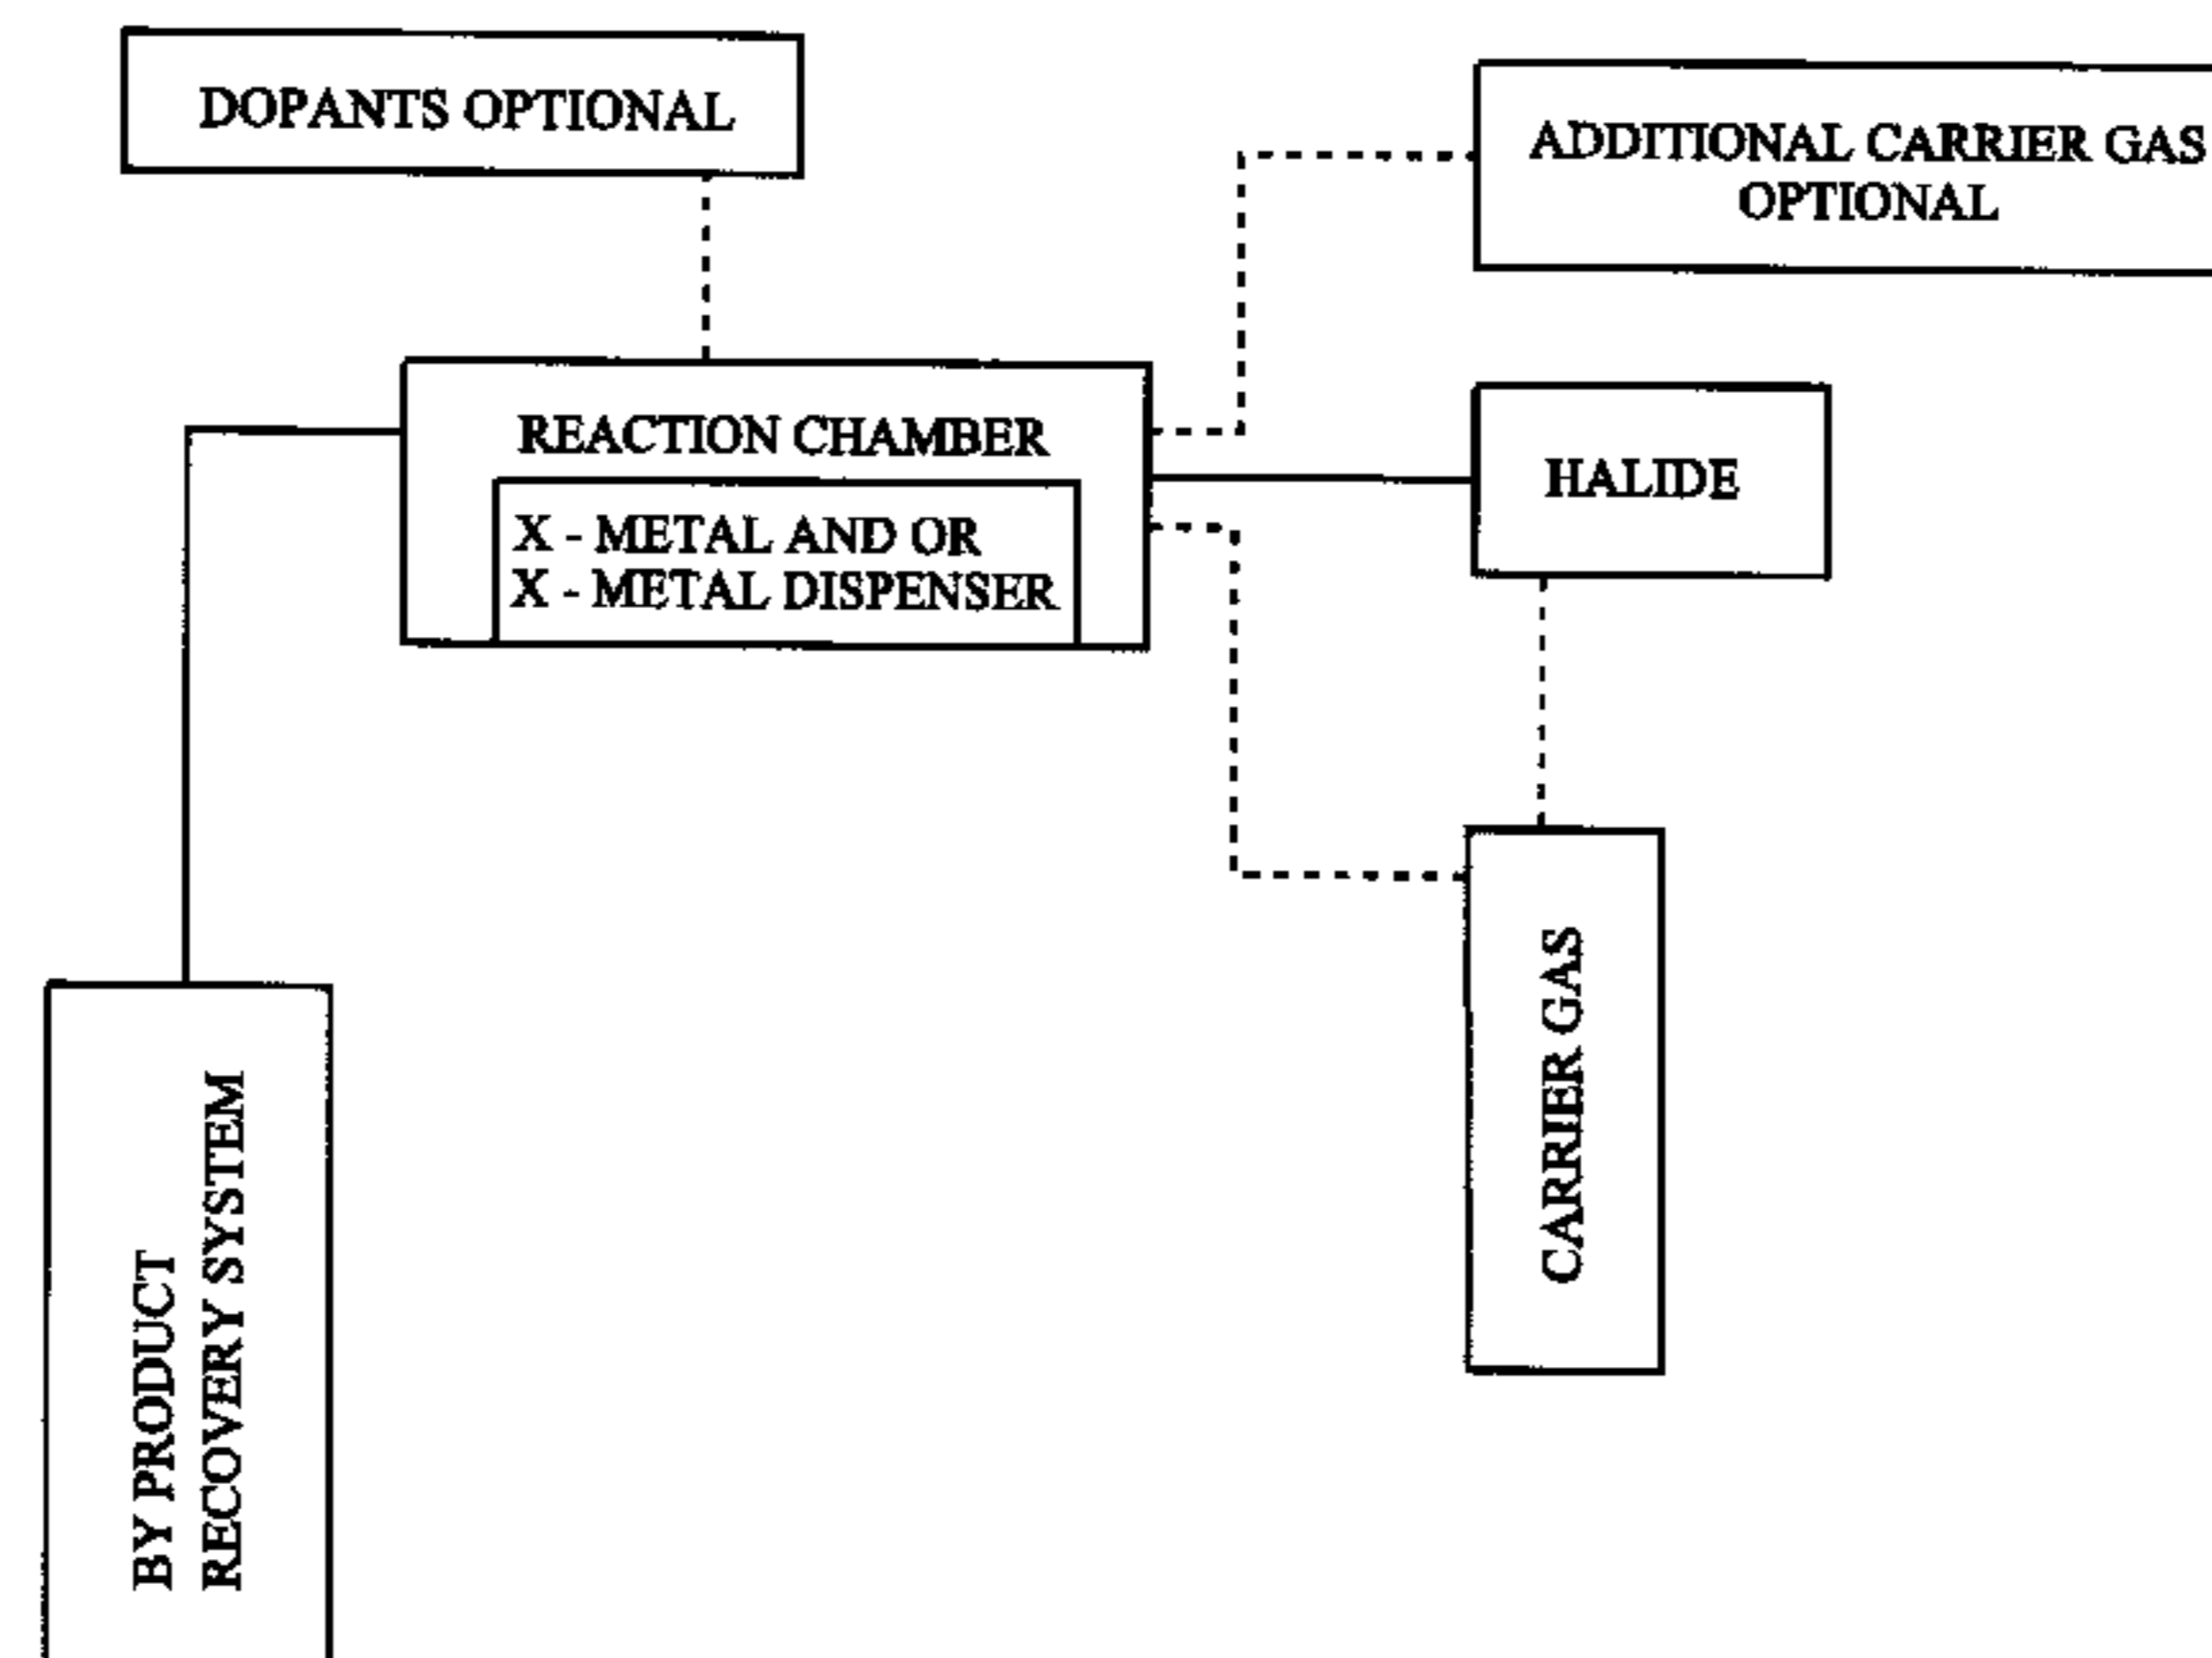 DOPANTS OPTIONAL
ADDITIONAL CARRIER GAS
OPTIONAL
REACTION CHAMBER
X - METAL AND OR
X - METAL DISPENSER
HALIDE
CARRIER GAS
BY PRODUCT
RECOVERY SYSTEM